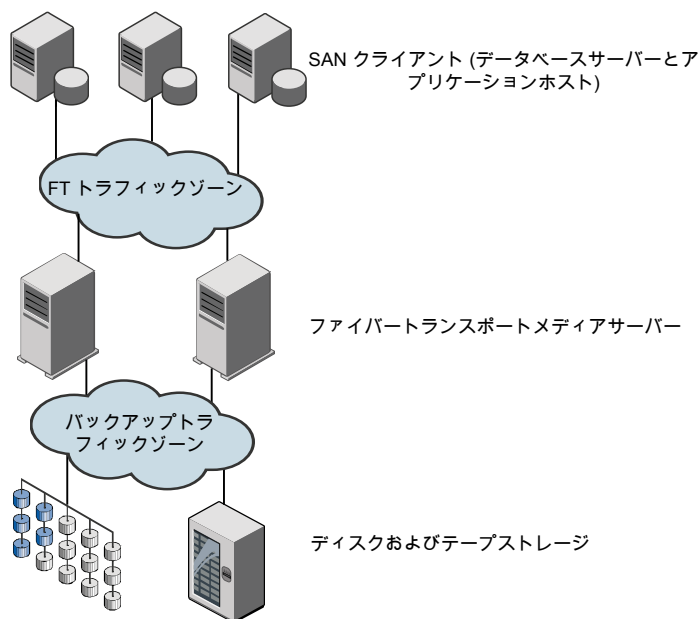 SAN クライアント (データベースサーバーとア
プリケーションホスト)
FT トラフィックゾーン
ファイバートランスポートメディアサーバー
バックアップトラ
フィックゾーン
ディスクおよびテープストレージ